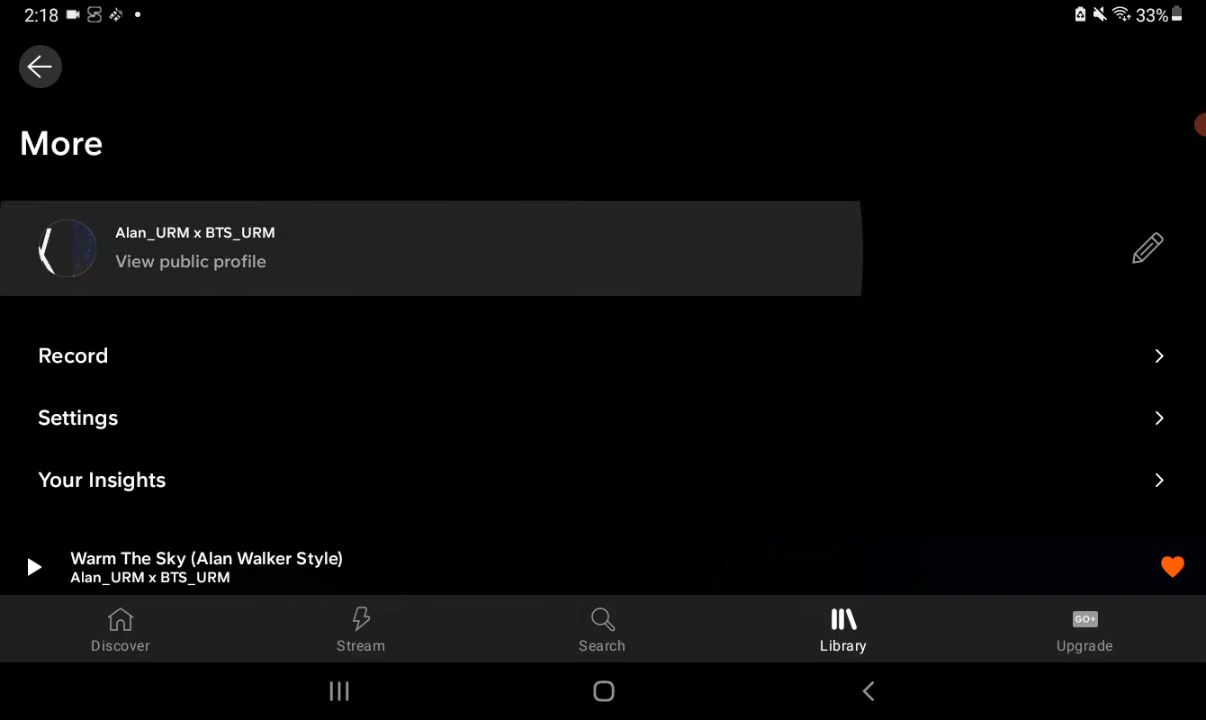 2:18
33%
More
Alan_URM x BTS_URM
View public profile
Record
Settings
Your Insights
Warm The Sky (Alan Walker Style)
Alan_URM x BTS_URM
GO+
Discover
Stream
Search
Library
Upgrade